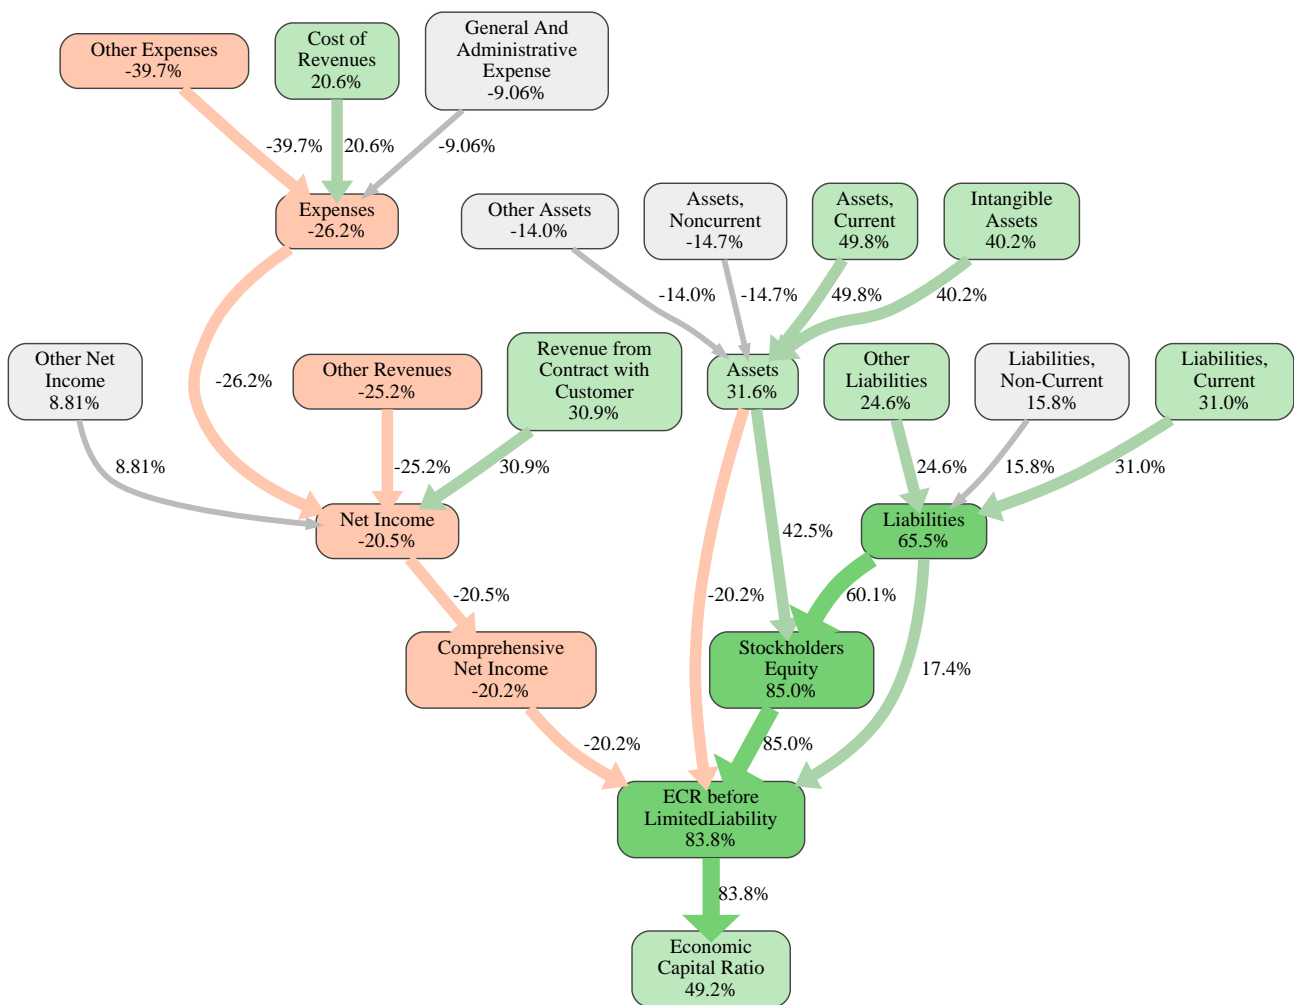 Other Expenses
-39.7%
Cost of
Revenues
20.6%
General And
Administrative
Expense
-9.06%
-39.7%
20.6%
-9.06%
Expenses
-26.2%
Other Assets
-14.0%
Assets,
Noncurrent
-14.7%
Assets,
Current
49.8%
Intangible
Assets
40.2%
-14.0%
-14.7%
49.8%
40.2%
Other Net
Income
8.81%
-26.2%
Other Revenues
-25.2%
Revenue from
Contract with
Customer
30.9%
Assets
31.6%
Other
Liabilities
24.6%
Liabilities,
Non-Current
15.8%
Liabilities,
Current
31.0%
8.81%
-25.2%
30.9%
24.6%
15.8%
31.0%
Net Income
-20.5%
42.5%
Liabilities
65.5%
-20.5%
-20.2%
60.1%
Comprehensive
Net Income
-20.2%
Stockholders
Equity
85.0%
17.4%
-20.2%
85.0%
ECR before
LimitedLiability
83.8%
83.8%
Economic
Capital Ratio
49.2%